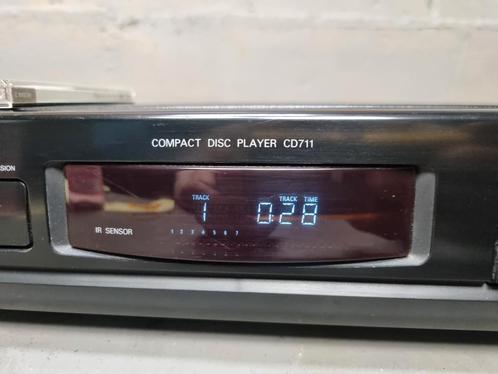 COMPACT DISC PLAYER CD711
SION
TRACK
TRACK TIME
1
0:28
IR SENSOR
1 2 3 4 5 6 7